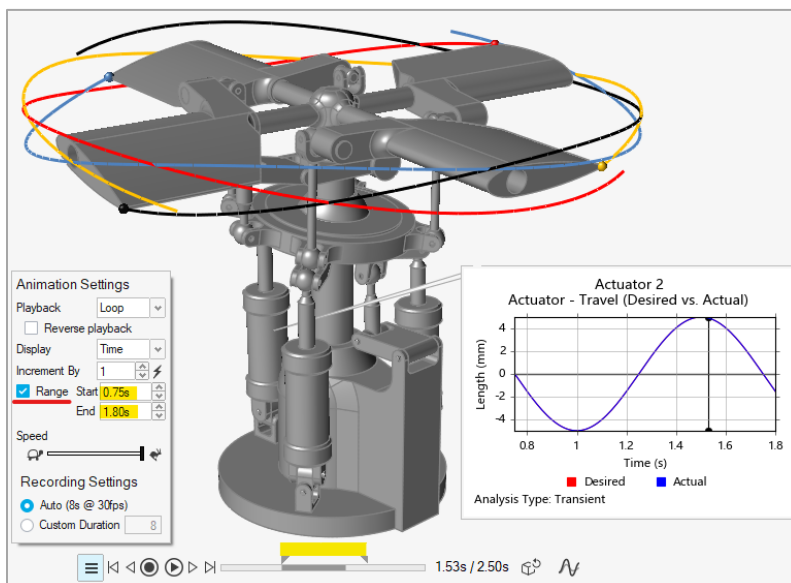 Animation Settings
Playback Loop
Reverse playback
Display Time
Increment By 1
Range Start 0.75s
End 1.80s
Speed
Recording Settings
Auto (8s @ 30fps)
Custom Duration 8
Actuator 2
Actuator - Travel (Desired vs. Actual)
Length (mm)
4
2
0
-2
-4
0.8 1.0 1.2 1.4 1.6 1.8
Time (s)
Desired Actual
Analysis Type: Transient
1.53s / 2.50s